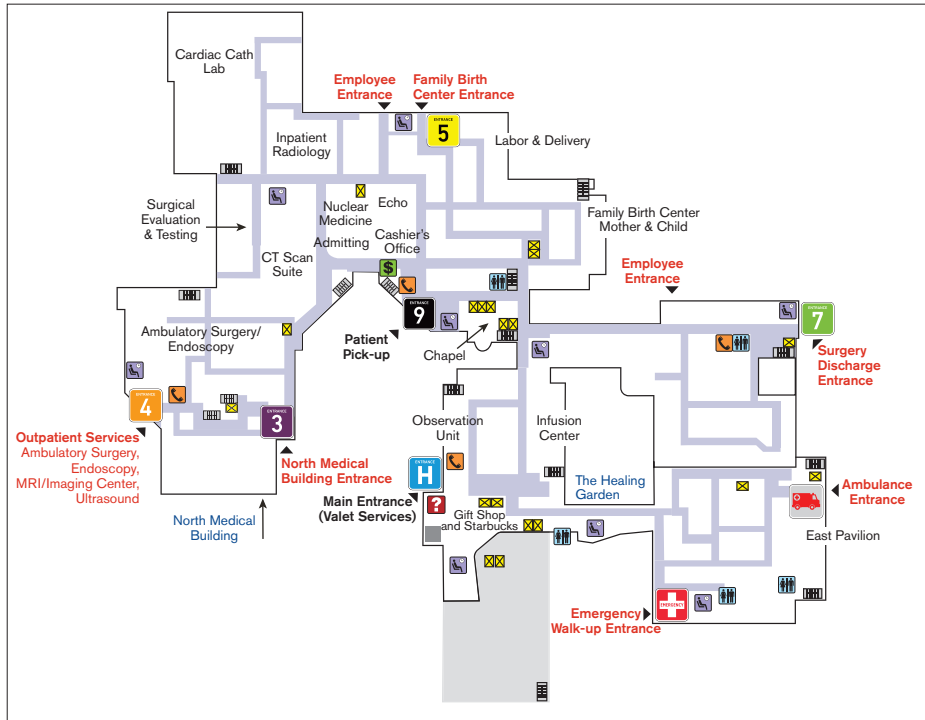 Cardiac Cath
Lab
Employee
Entrance
Family Birth
Center Entrance
ENTRANCE
5
Inpatient
Radiology
Labor & Delivery
Surgical
Evaluation
& Testing
Nuclear
Medicine
Echo
Admitting
Cashier's
Office
CT Scan
Suite
$
Family Birth Center
Mother & Child
Employee
Entrance
ENTRANCE
9
Patient
Pick-up
Chapel
ENTRANCE
7
Surgery
Discharge
Entrance
Ambulatory Surgery/
Endoscopy
ENTRANCE
4
ENTRANCE
3
Outpatient Services
Ambulatory Surgery,
Endoscopy,
MRI/Imaging Center,
Ultrasound
North Medical
Building Entrance
North Medical
Building
Observation
Unit
Infusion
Center
ENTRANCE
H
Main Entrance
(Valet Services)
?
Gift Shop
and Starbucks
The Healing
Garden
Ambulance
Entrance
East Pavilion
Emergency
Walk-up Entrance
EMERGENCY